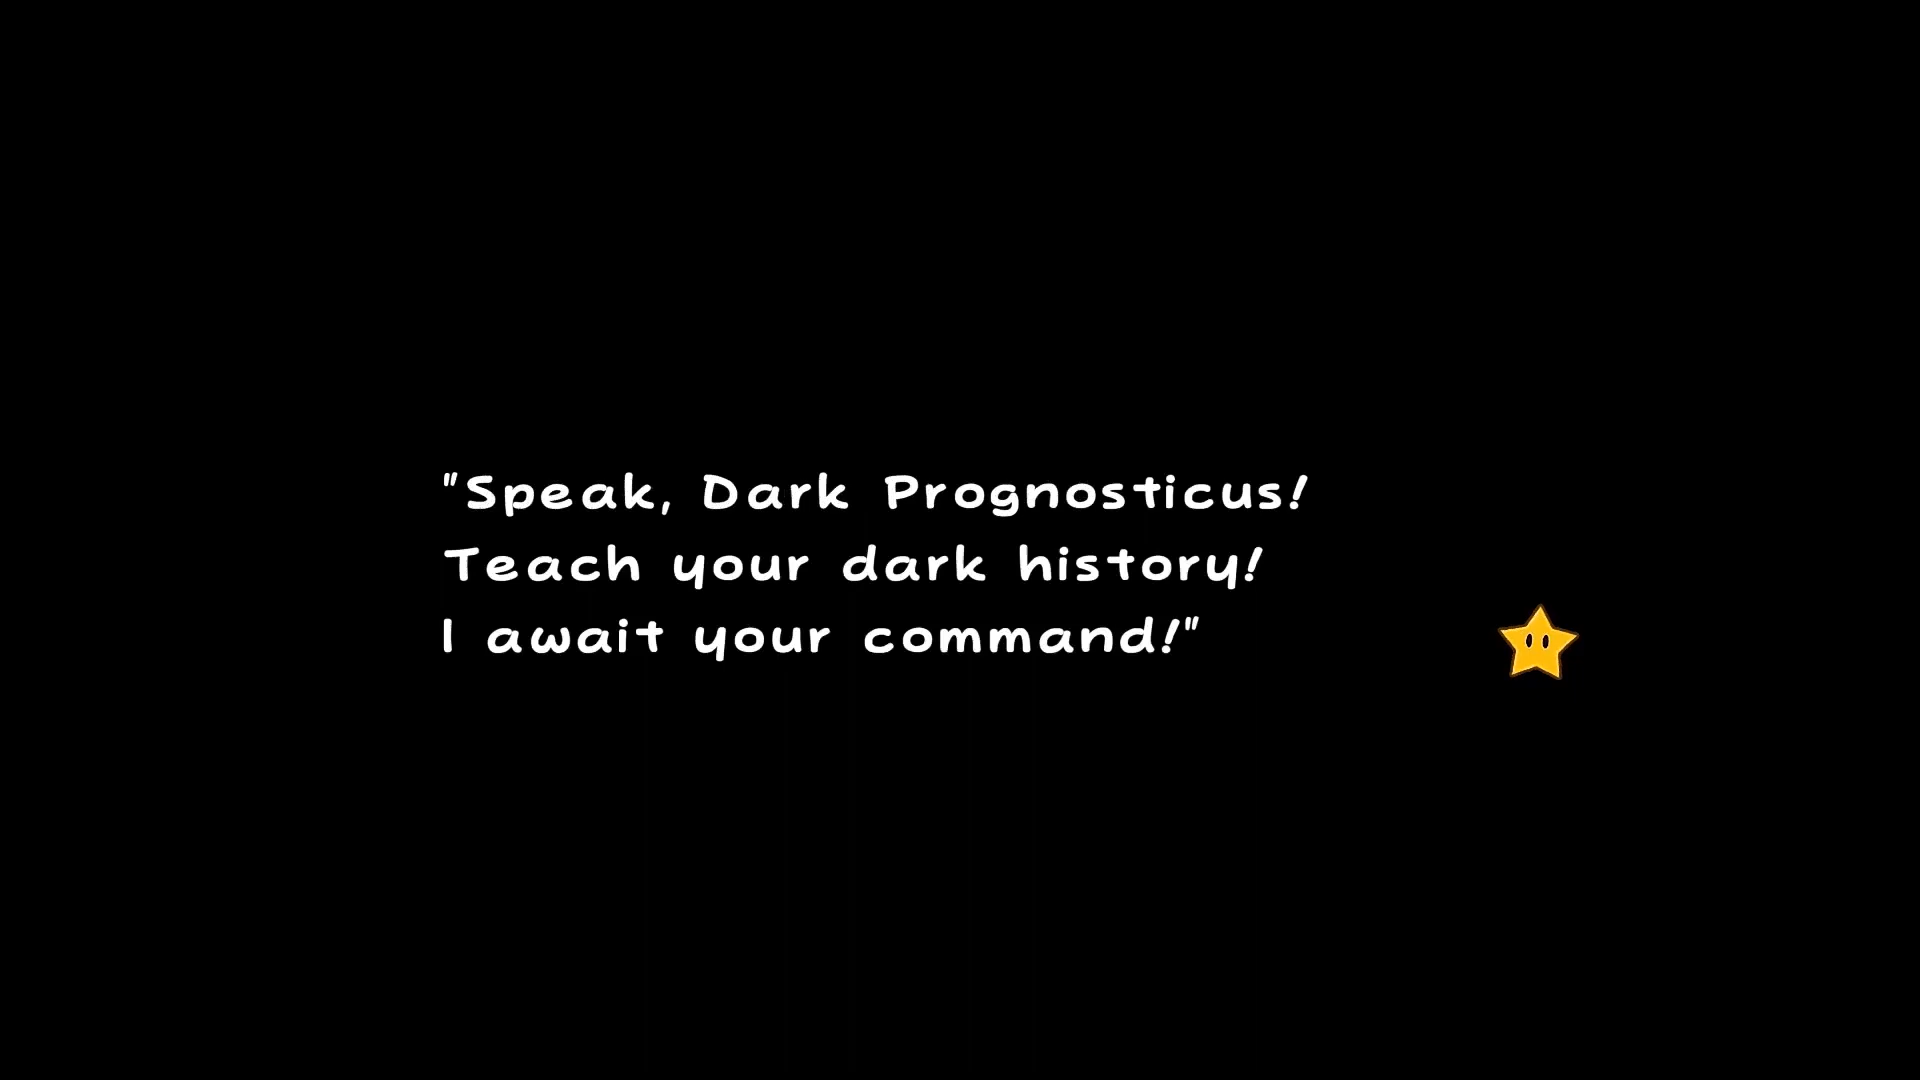 "Speak, Dark Prognosticus!
Teach your dark history!
I await your command!"